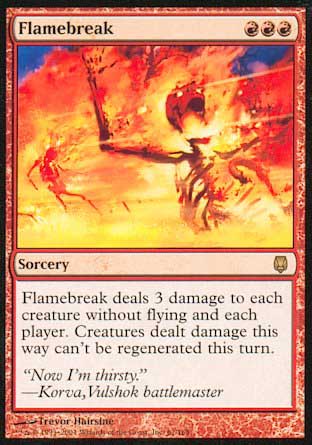 Flamebreak
Sorcery
Flamebreak deals 3 damage to each
creature without flying and each
player. Creatures dealt damage this
way can't be regenerated this turn.
"Now I'm thirsty."
—Korva, Vulshok battlemaster
Trevor Hairsine